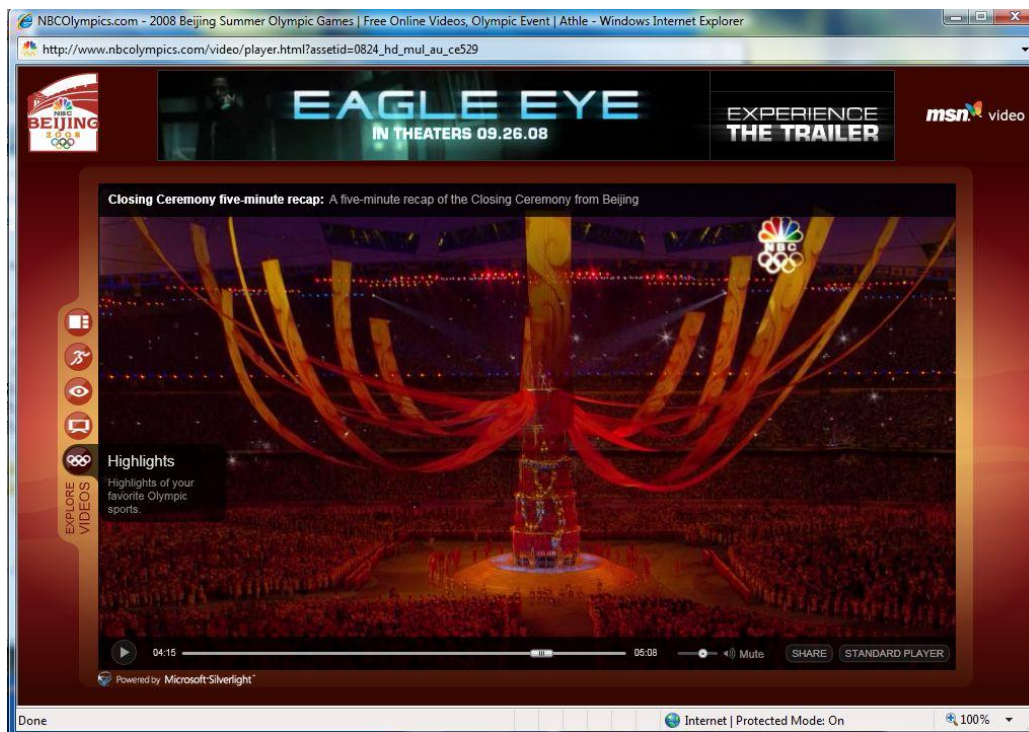 NBCOlympics.com - 2008 Beijing Summer Olympic Games | Free Online Videos, Olympic Event | Athle - Windows Internet Explorer
http://www.nbcolympics.com/video/player.html?assetid=0824_hd_mul_au_ce529
NBC
BEIJING
2008
EAGLE EYE
IN THEATERS 09.26.08
EXPERIENCE
THE TRAILER
msn video
Closing Ceremony five-minute recap: A five-minute recap of the Closing Ceremony from Beijing
NBC
Highlights
Highlights of your
favorite Olympic
sports.
EXPLORE
VIDEOS
04:15 05:08 Mute SHARE STANDARD PLAYER
Powered by Microsoft Silverlight™
Done Internet | Protected Mode: On 100%